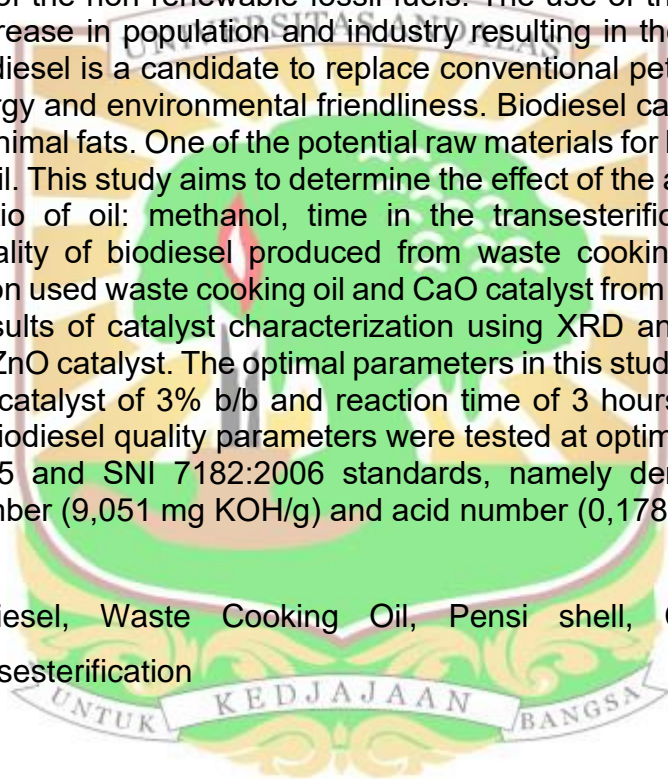 of the non-renewable fossil fuels. The use of th
UNIVERSITAS ANDALAS
rease in population and industry resulting in the
diesel is a candidate to replace conventional pet
rgy and environmental friendliness. Biodiesel ca
nimal fats. One of the potential raw materials for
il. This study aims to determine the effect of the a
io of oil: methanol, time in the transesterific
ality of biodiesel produced from waste cookin
on used waste cooking oil and CaO catalyst from
sults of catalyst characterization using XRD an
ZnO catalyst. The optimal parameters in this stud
catalyst of 3% b/b and reaction time of 3 hours
iodiesel quality parameters were tested at optim
5 and SNI 7182:2006 standards, namely de
mber (9,051 mg KOH/g) and acid number (0,178
iesel, Waste Cooking Oil, Pensi shell,
sesterification
UNTUK KEDJAJAAN BANGSA